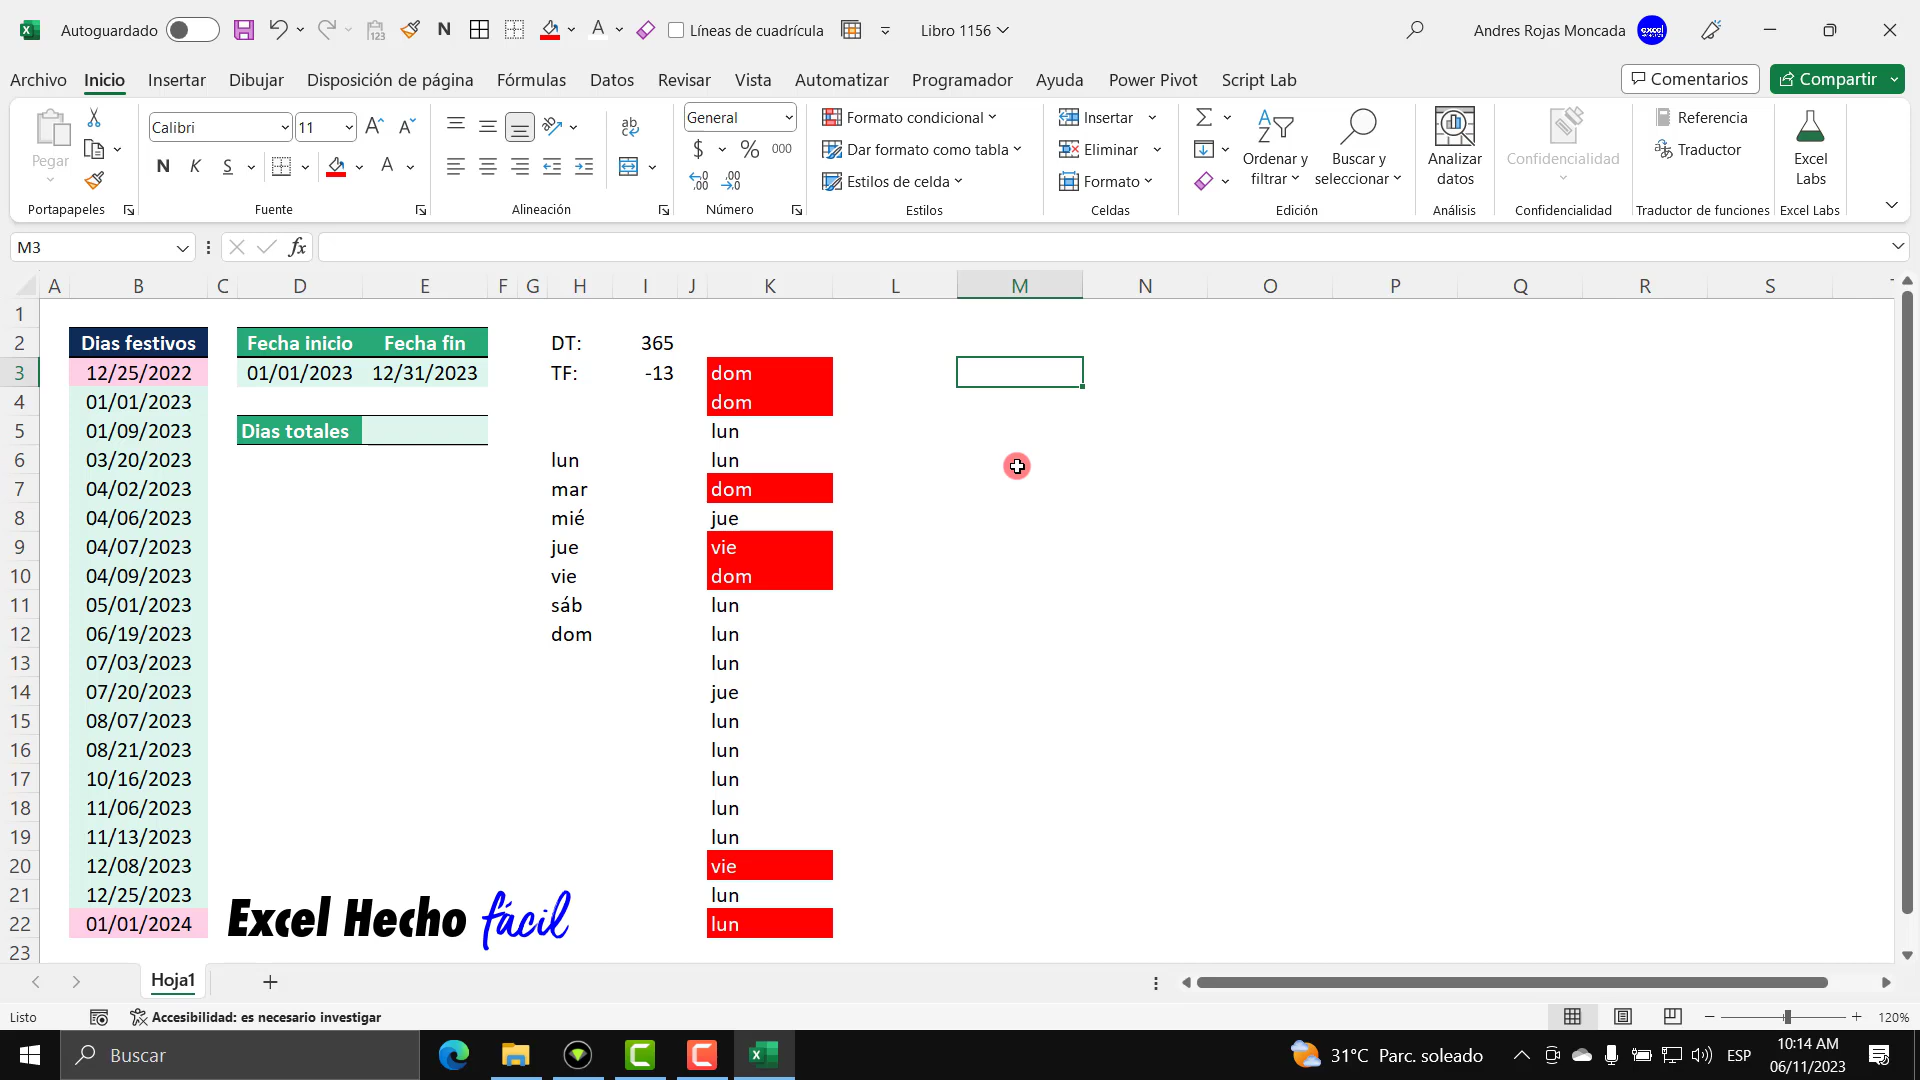 Autoguardado
N
Líneas de cuadrícula
Libro 1156
Andres Rojas Moncada
Archivo Inicio Insertar Dibujar Disposición de página Fórmulas Datos Revisar Vista Automatizar Programador Ayuda Power Pivot Script Lab
Comentarios Compartir
Pegar
Portapapeles
Calibri 11
N K S
Fuente
Alineación
General
$ % 000
Número
Formato condicional
Dar formato como tabla
Estilos de celda
Estilos
Insertar
Eliminar
Formato
Celdas
Ordenar y filtrar
Buscar y seleccionar
Edición
Analizar datos
Análisis
Confidencialidad
Confidencialidad
Referencia
Traductor
Traductor de funciones
Excel Labs
Excel Labs
M3 fx
A B C D E F G H I J K L M N O P Q R S
1
2 Dias festivos Fecha inicio Fecha fin DT: 365
3 12/25/2022 01/01/2023 12/31/2023 TF: -13 dom
4 01/01/2023 dom
5 01/09/2023 Dias totales lun
6 03/20/2023 lun lun
7 04/02/2023 mar dom
8 04/06/2023 mié jue
9 04/07/2023 jue vie
10 04/09/2023 vie dom
11 05/01/2023 sáb lun
12 06/19/2023 dom lun
13 07/03/2023 lun
14 07/20/2023 jue
15 08/07/2023 lun
16 08/21/2023 lun
17 10/16/2023 lun
18 11/06/2023 lun
19 11/13/2023 lun
20 12/08/2023 vie
21 12/25/2023 lun
22 01/01/2024 lun
23
Excel Hecho fácil
Hoja1
Listo Accesibilidad: es necesario investigar 120%
Buscar
31°C Parc. soleado
ESP
10:14 AM
06/11/2023